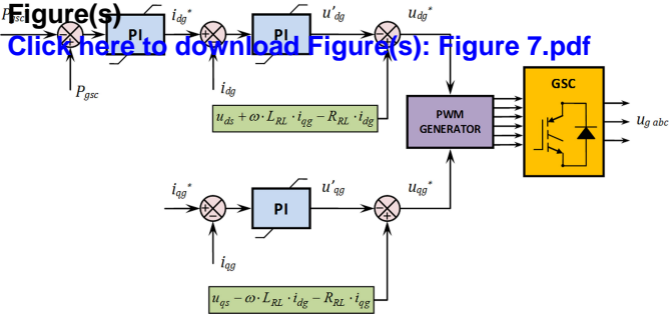 Figure(s)
Click here to download Figure(s): Figure 7.pdf
PI
i_dg*
PI
u'_dg
u_dg*
P_gsc
i_dg
u_ds + ω · L_RL · i_qg − R_RL · i_dg
PWM
GENERATOR
GSC
u_g abc
i_qg*
PI
u'_qg
u_qg*
i_qg
u_qs − ω · L_RL · i_dg − R_RL · i_qg